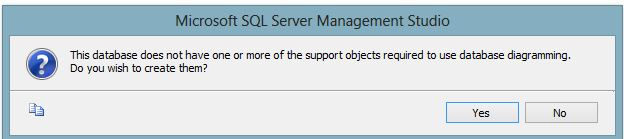 Microsoft SQL Server Management Studio
This database does not have one or more of the support objects required to use database diagramming.
Do you wish to create them?
Yes
No